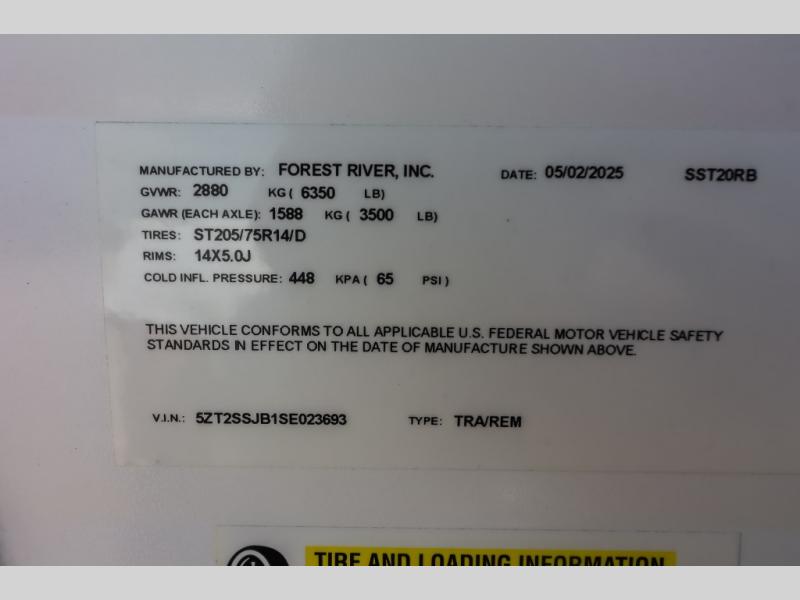 MANUFACTURED BY: FOREST RIVER, INC. DATE: 05/02/2025 SST20RB
GVWR: 2880 KG ( 6350 LB)
GAWR (EACH AXLE): 1588 KG ( 3500 LB)
TIRES: ST205/75R14/D
RIMS: 14X5.0J
COLD INFL. PRESSURE: 448 KPA ( 65 PSI )
THIS VEHICLE CONFORMS TO ALL APPLICABLE U.S. FEDERAL MOTOR VEHICLE SAFETY
STANDARDS IN EFFECT ON THE DATE OF MANUFACTURE SHOWN ABOVE.
V.I.N.: 5ZT2SSJB1SE023693 TYPE: TRA/REM
TIRE AND LOADING INFORMATION